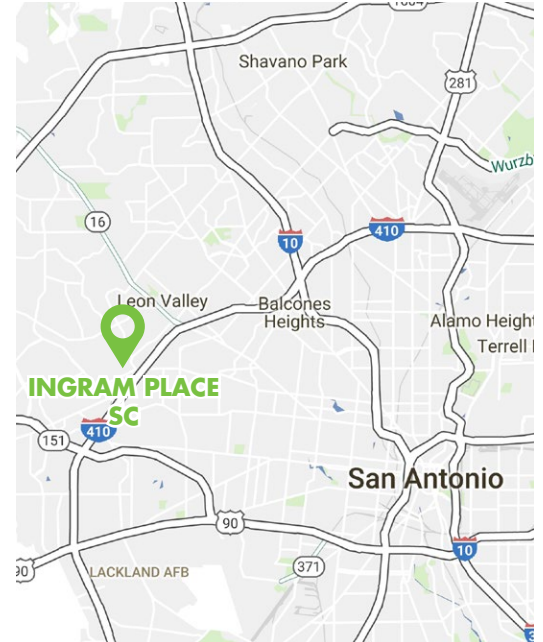 1604
Shavano Park
281
Wurzb
16
410
10
Leon Valley
Balcones
Heights
Alamo Height
Terrell
INGRAM PLACE
SC
410
151
San Antonio
90
10
90
LACKLAND AFB
371